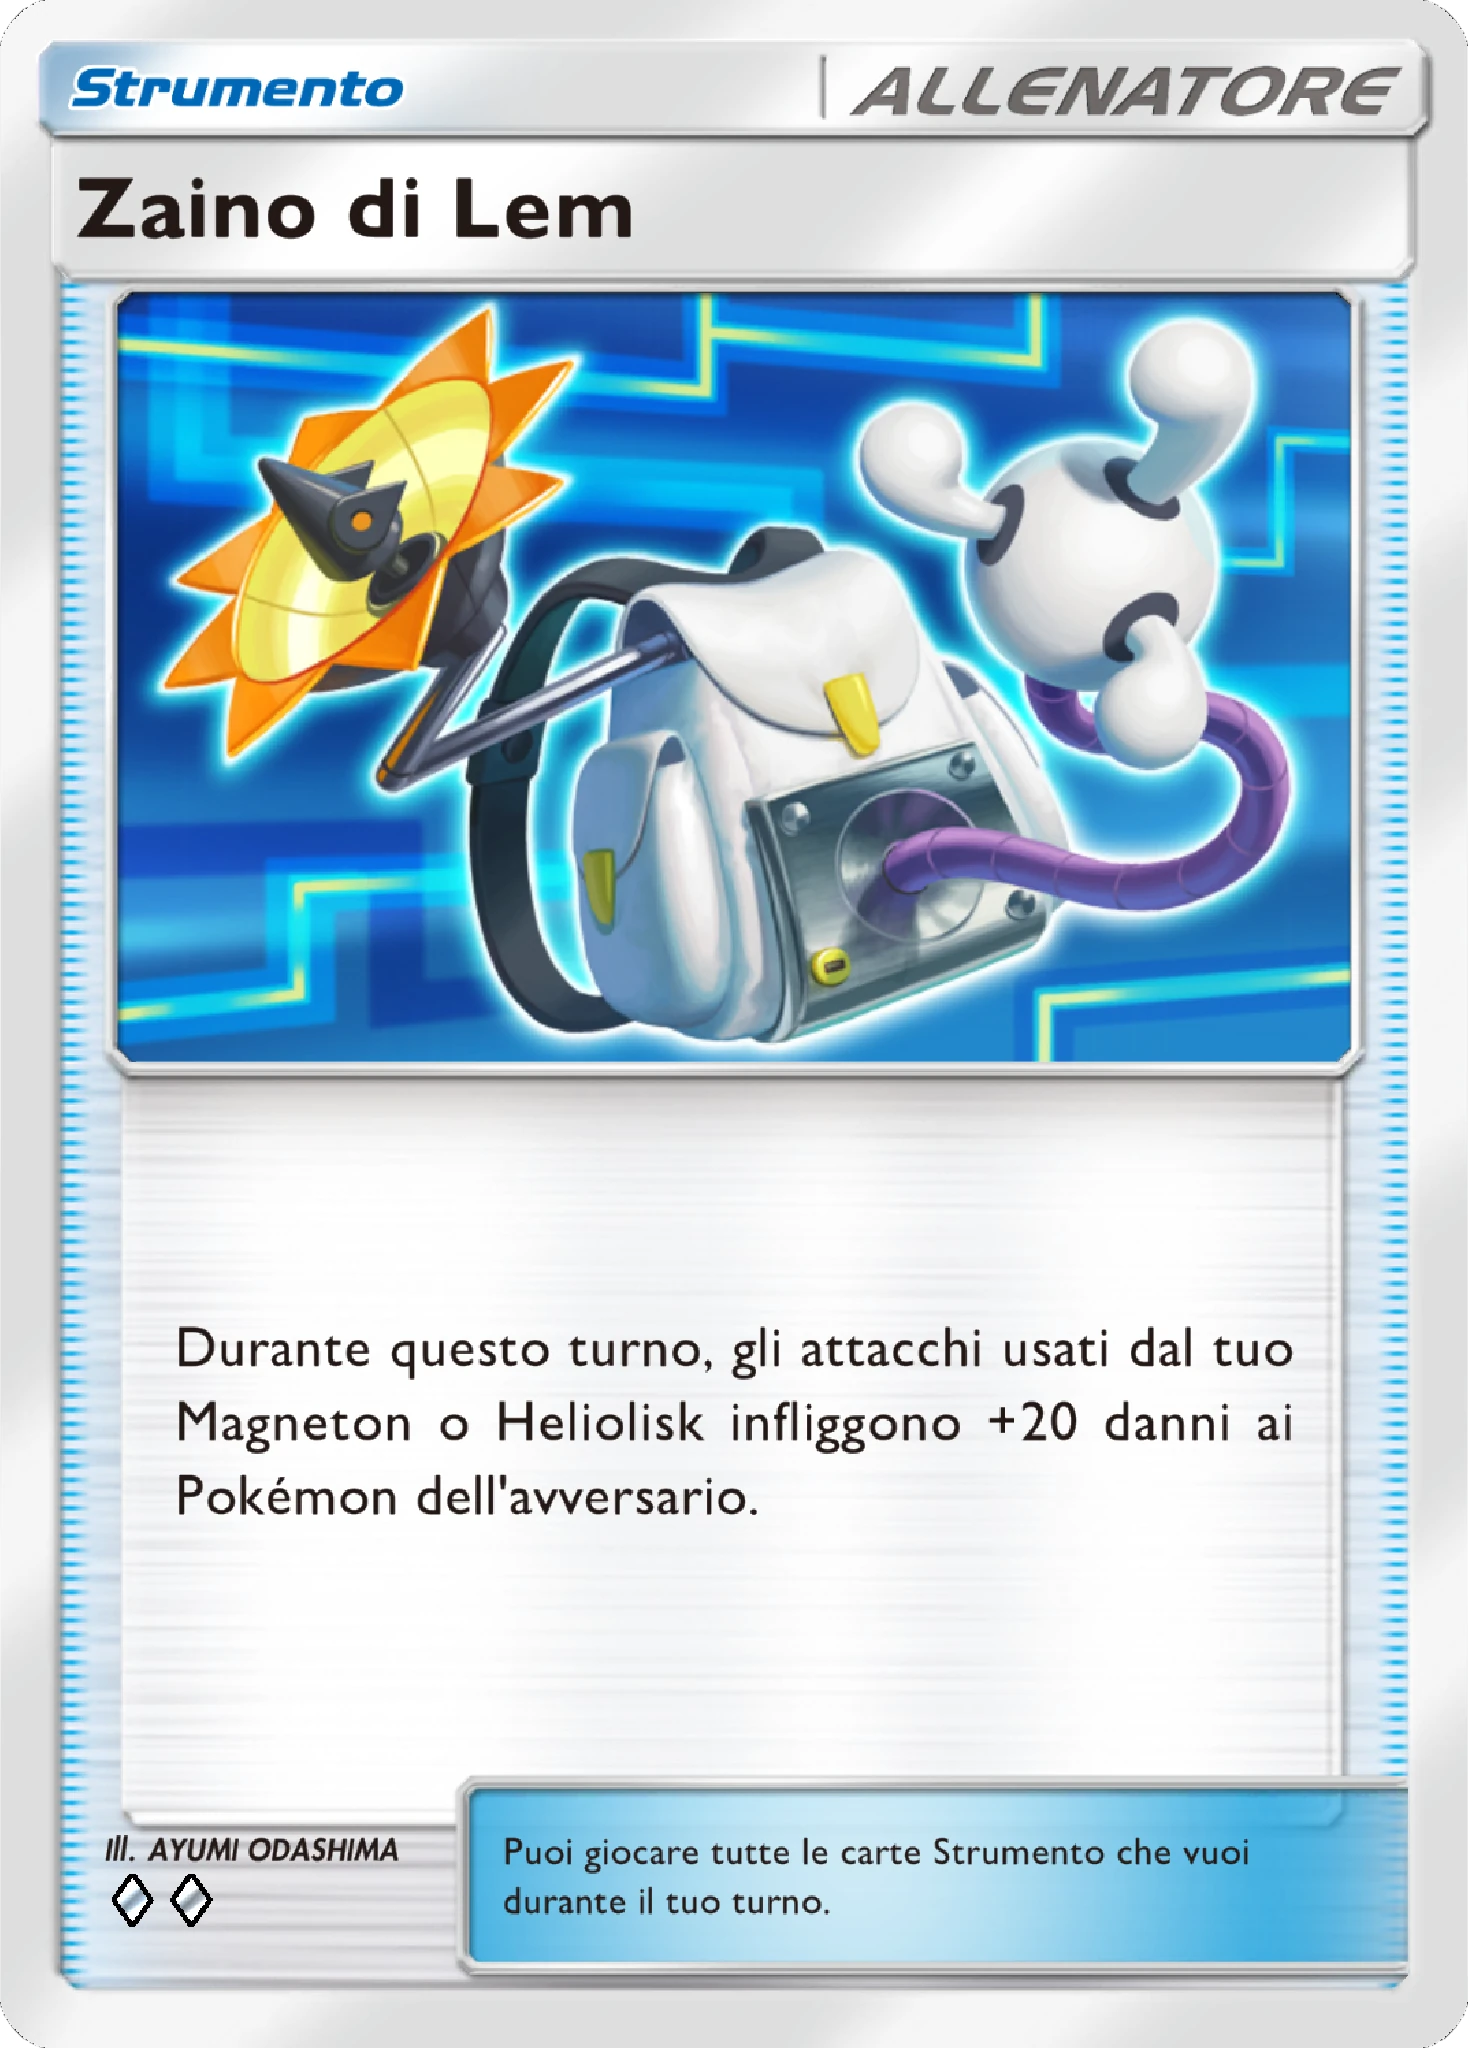 Strumento
ALLENATORE
Zaino di Lem
Durante questo turno, gli attacchi usati dal tuo
Magneton o Heliolisk infliggono +20 danni ai
Pokémon dell'avversario.
Ill. AYUMI ODASHIMA
Puoi giocare tutte le carte Strumento che vuoi
durante il tuo turno.